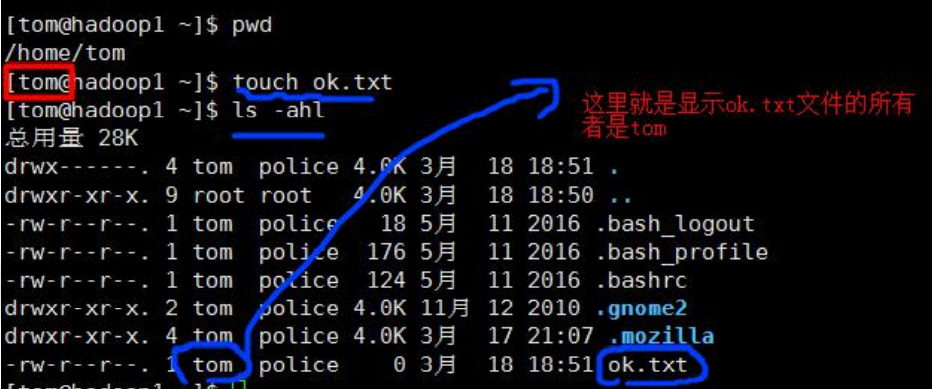 [tom@hadoop1 ~]$ pwd
/home/tom
[tom@hadoop1 ~]$ touch ok.txt
[tom@hadoop1 ~]$ ls -ahl
总用量 28K
drwx------. 4 tom  police 4.0K 3月  18 18:51 .
drwxr-xr-x. 9 root root   4.0K 3月  18 18:50 ..
-rw-r--r--. 1 tom  police   18 5月  11 2016 .bash_logout
-rw-r--r--. 1 tom  police  176 5月  11 2016 .bash_profile
-rw-r--r--. 1 tom  police  124 5月  11 2016 .bashrc
drwxr-xr-x. 2 tom  police 4.0K 11月 12 2010 .gnome2
drwxr-xr-x. 4 tom  police 4.0K 3月  17 21:07 .mozilla
-rw-r--r--. 1 tom  police    0 3月  18 18:51 ok.txt
这里就是显示ok.txt文件的所有
者是tom